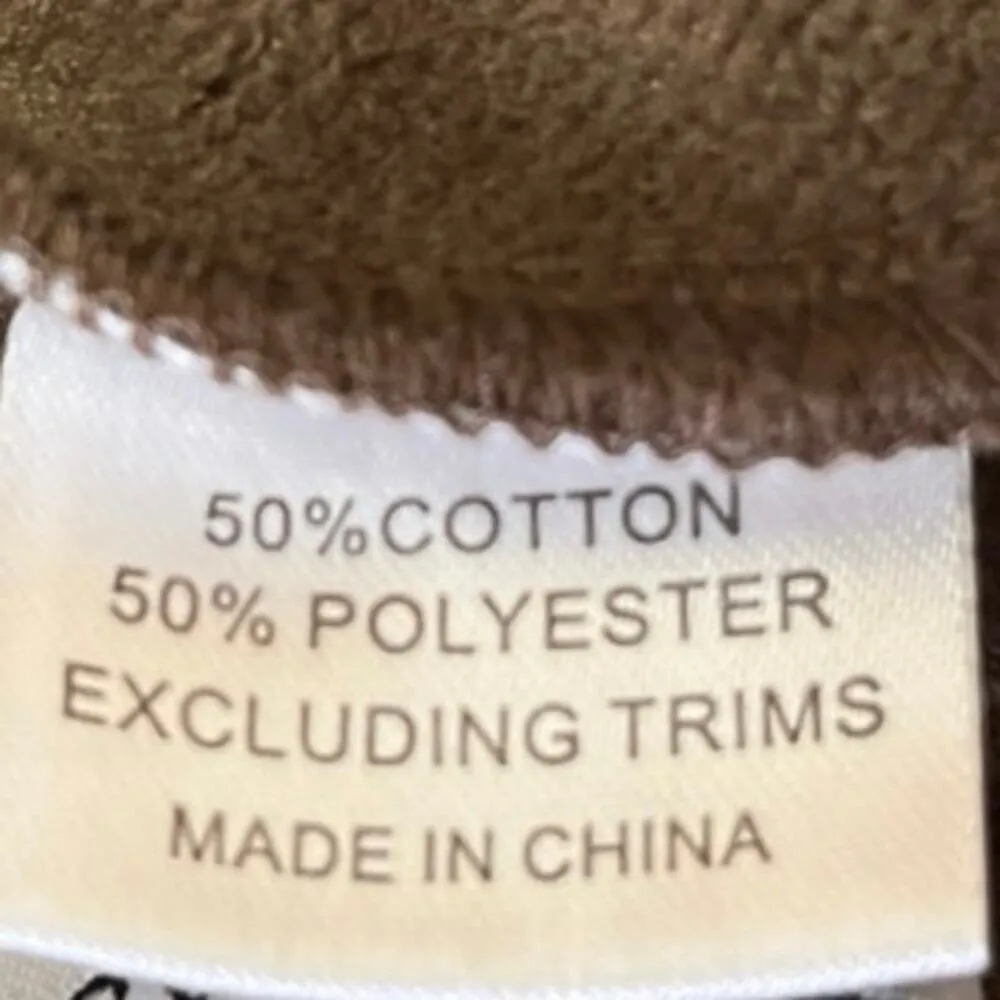 50%COTTON
50% POLYESTER
EXCLUDING TRIMS
MADE IN CHINA